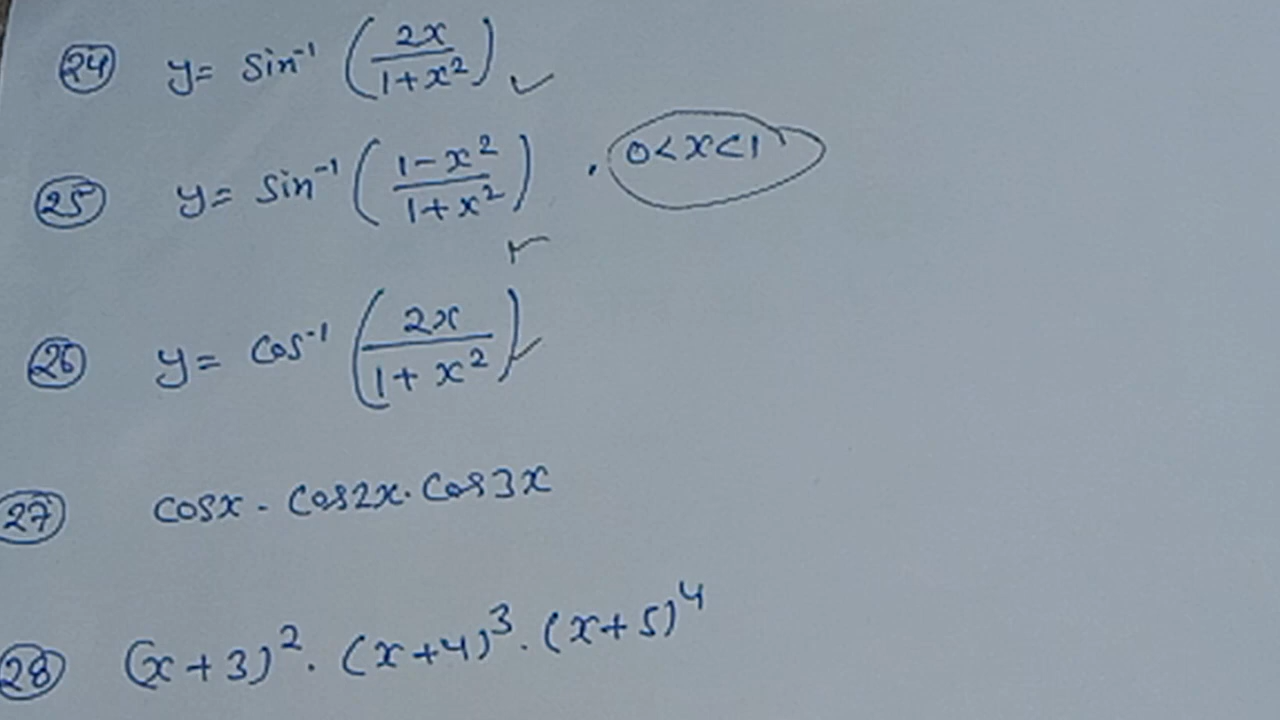 24 y= sin⁻¹ (2x/1+x²) ✓
25 y= sin⁻¹ (1-x²/1+x²) . 0<x<1
26 y= cos⁻¹ (2x/1+x²) ✓
27 cosx . cos2x. cos3x
28 (x+3)². (x+4)³. (x+5)⁴